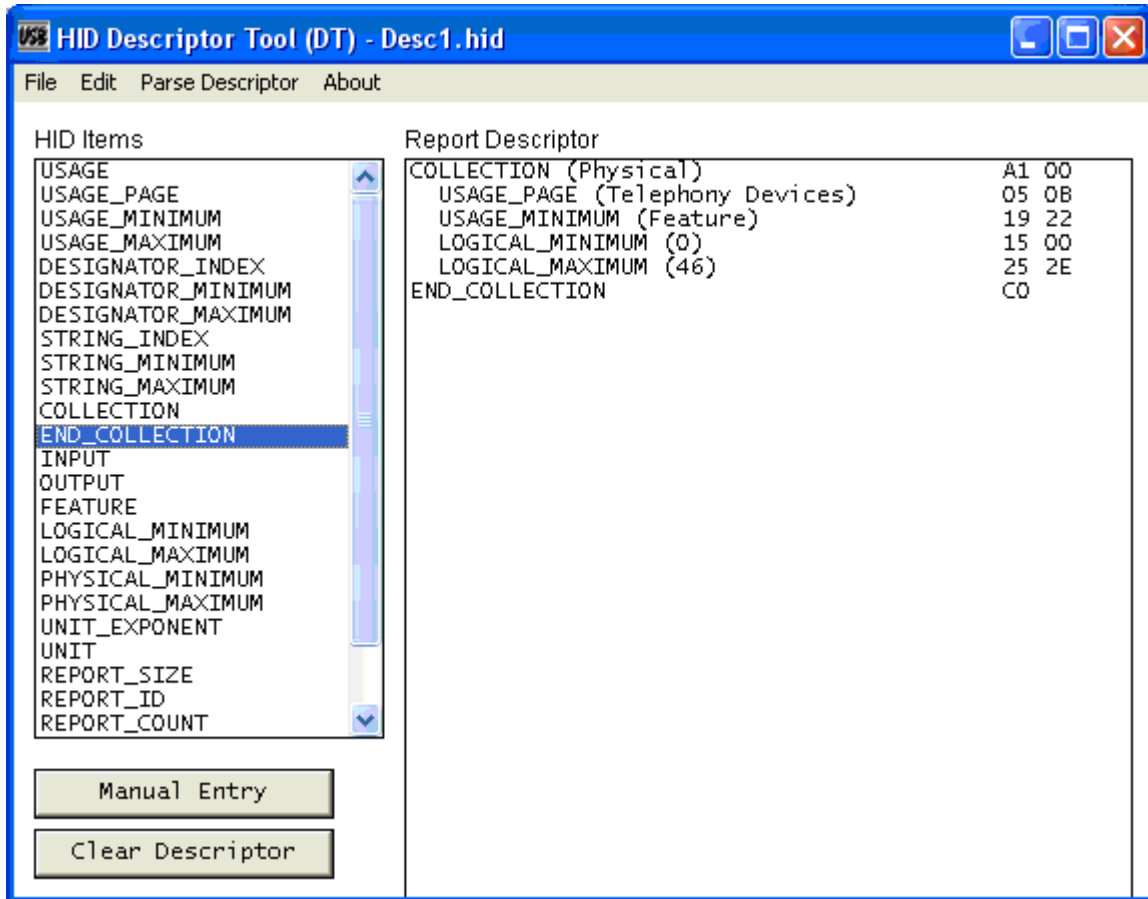 HID Descriptor Tool (DT) - Desc1.hid
File Edit Parse Descriptor About
HID Items
USAGE
USAGE_PAGE
USAGE_MINIMUM
USAGE_MAXIMUM
DESIGNATOR_INDEX
DESIGNATOR_MINIMUM
DESIGNATOR_MAXIMUM
STRING_INDEX
STRING_MINIMUM
STRING_MAXIMUM
COLLECTION
END_COLLECTION
INPUT
OUTPUT
FEATURE
LOGICAL_MINIMUM
LOGICAL_MAXIMUM
PHYSICAL_MINIMUM
PHYSICAL_MAXIMUM
UNIT_EXPONENT
UNIT
REPORT_SIZE
REPORT_ID
REPORT_COUNT
Manual Entry
Clear Descriptor
Report Descriptor
COLLECTION (Physical) A1 00
USAGE_PAGE (Telephony Devices) 05 0B
USAGE_MINIMUM (Feature) 19 22
LOGICAL_MINIMUM (0) 15 00
LOGICAL_MAXIMUM (46) 25 2E
END_COLLECTION C0